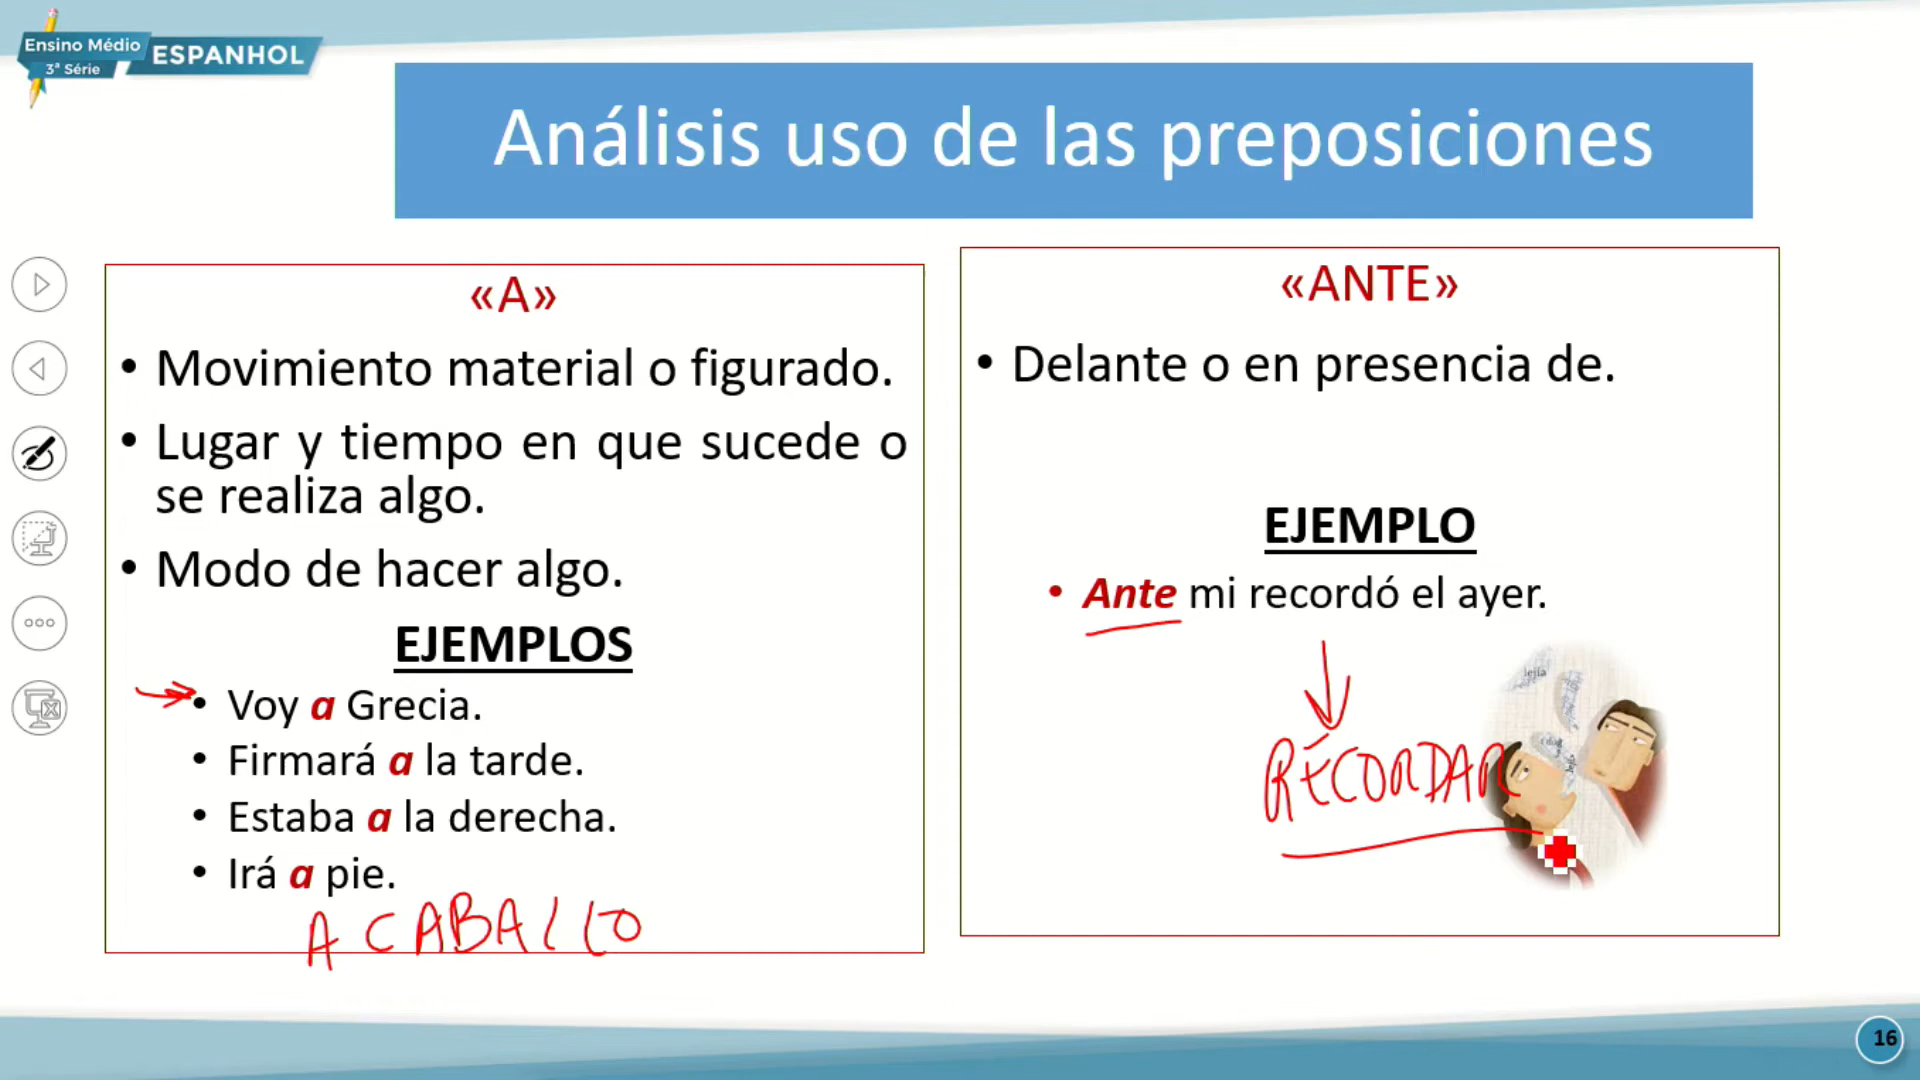 Ensino Médio
3ª Série
ESPANHOL
Análisis uso de las preposiciones
«A»
• Movimiento material o figurado.
• Lugar y tiempo en que sucede o
se realiza algo.
• Modo de hacer algo.
EJEMPLOS
• Voy a Grecia.
• Firmará a la tarde.
• Estaba a la derecha.
• Irá a pie.
A CABALLO
«ANTE»
• Delante o en presencia de.
EJEMPLO
• Ante mi recordó el ayer.
RECORDAR
lejía
16